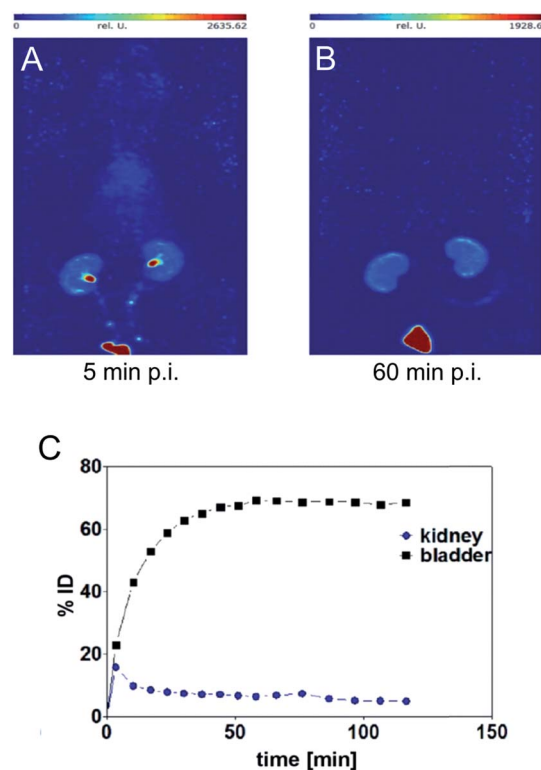 0 rel. U. 2635.62
0 rel. U. 1928.6
A
B
5 min p.i.
60 min p.i.
C
80
60
40
20
0
% ID
kidney
bladder
0 50 100 150
time [min]